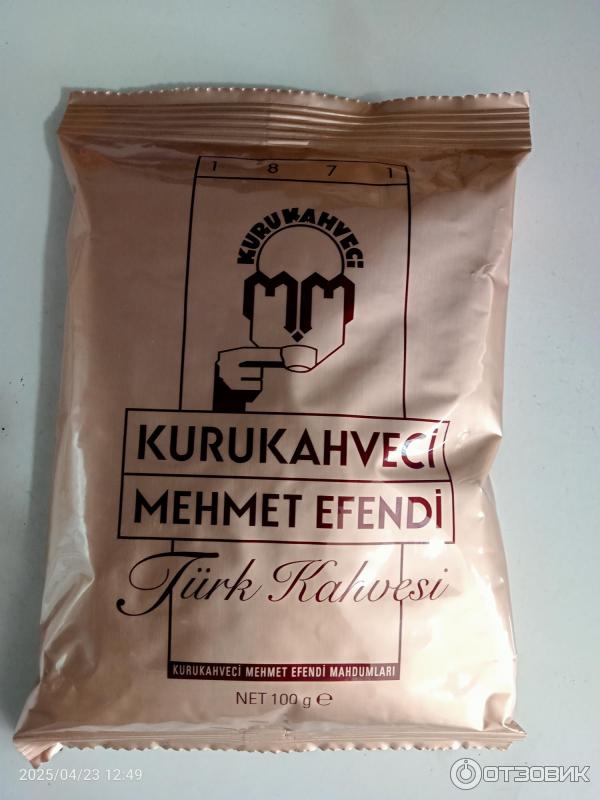 1 8 7 1
KURUKAHVECİ
MM
KURUKAHVECİ
MEHMET EFENDİ
Türk Kahvesi
KURUKAHVECİ MEHMET EFENDİ MAHDUMLARI
NET 100 g ℮
2025/04/23 12:49
ОТЗОВИК